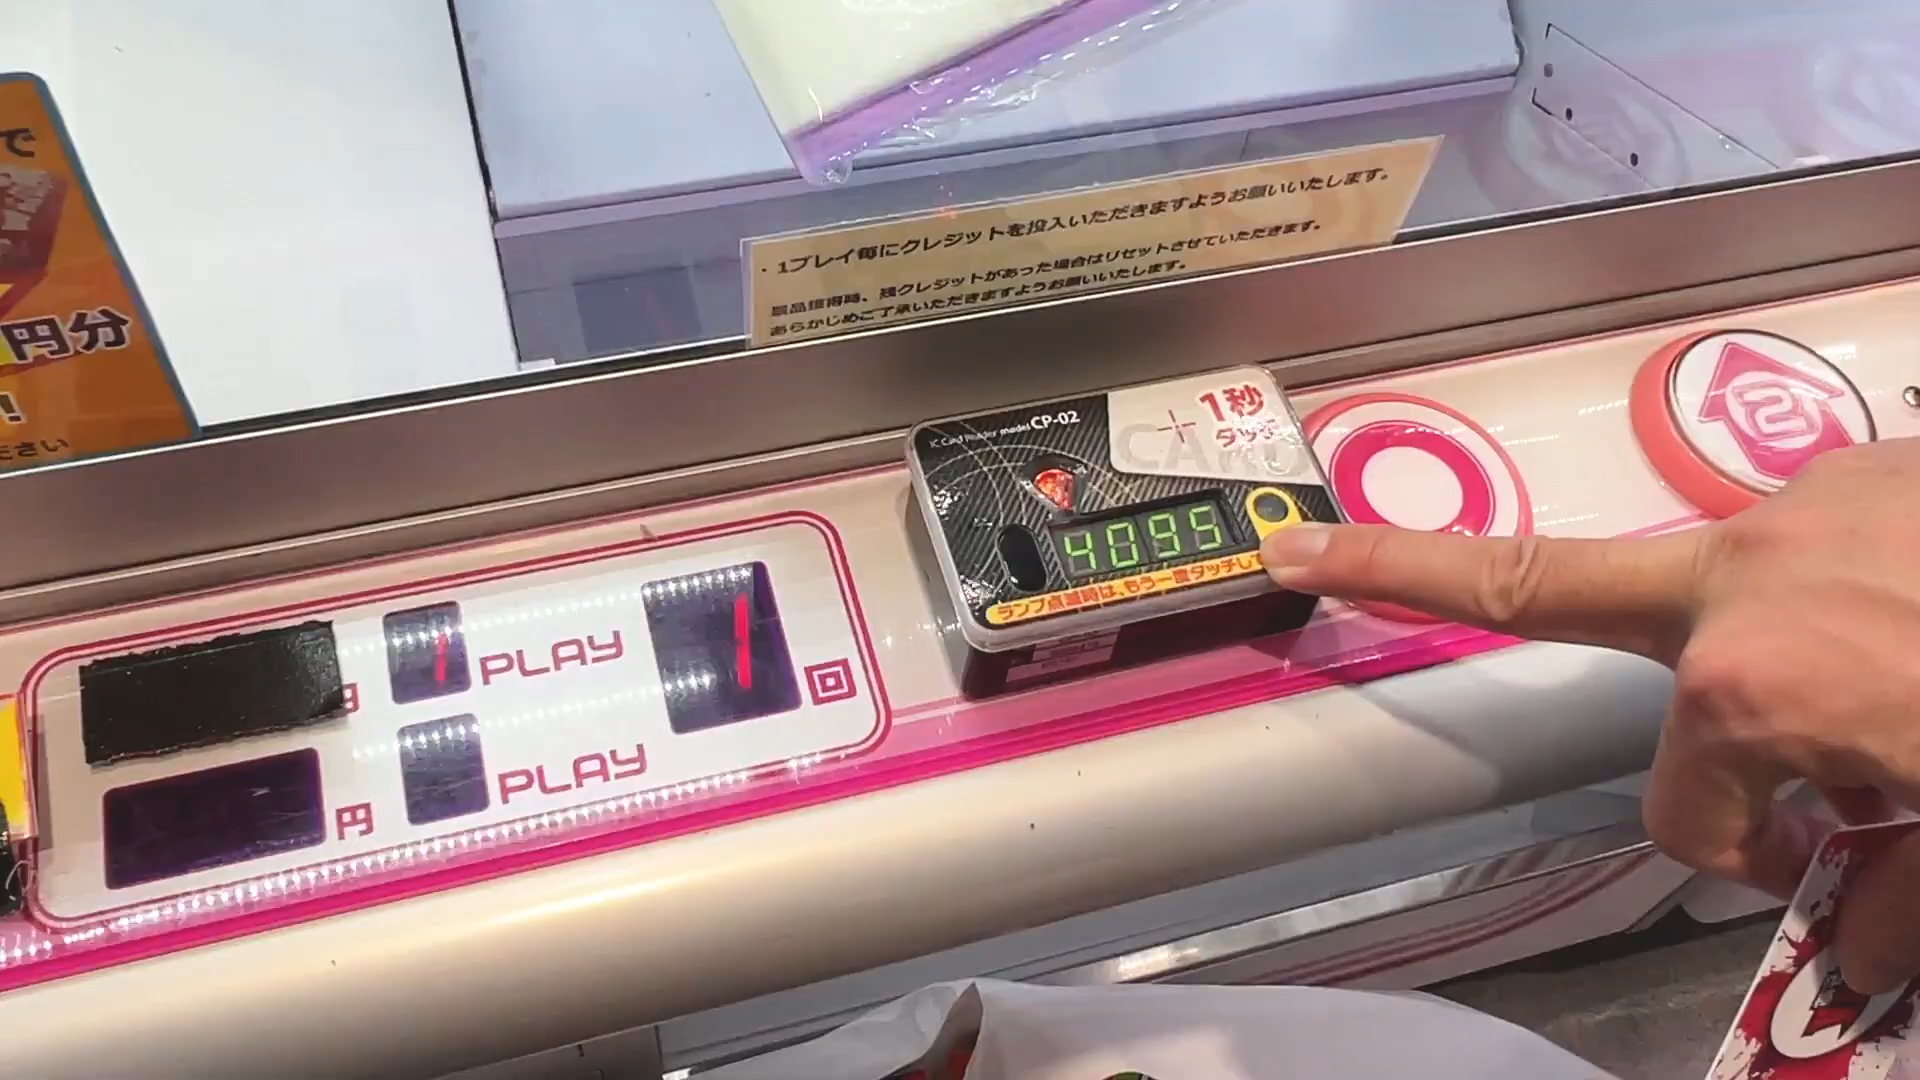 で
円分
!
ださい
・1プレイ毎にクレジットを投入いただきますようお願いいたします。
景品獲得時、残クレジットがあった場合はリセットさせていただきます。
あらかじめご了承いただきますようお願いいたします。
IC Card Reader model CP-02
1秒
タッチ
CARD
4095
ランプ点滅時は、もう一度タッチして
2
1 PLAY 1 回
円 PLAY